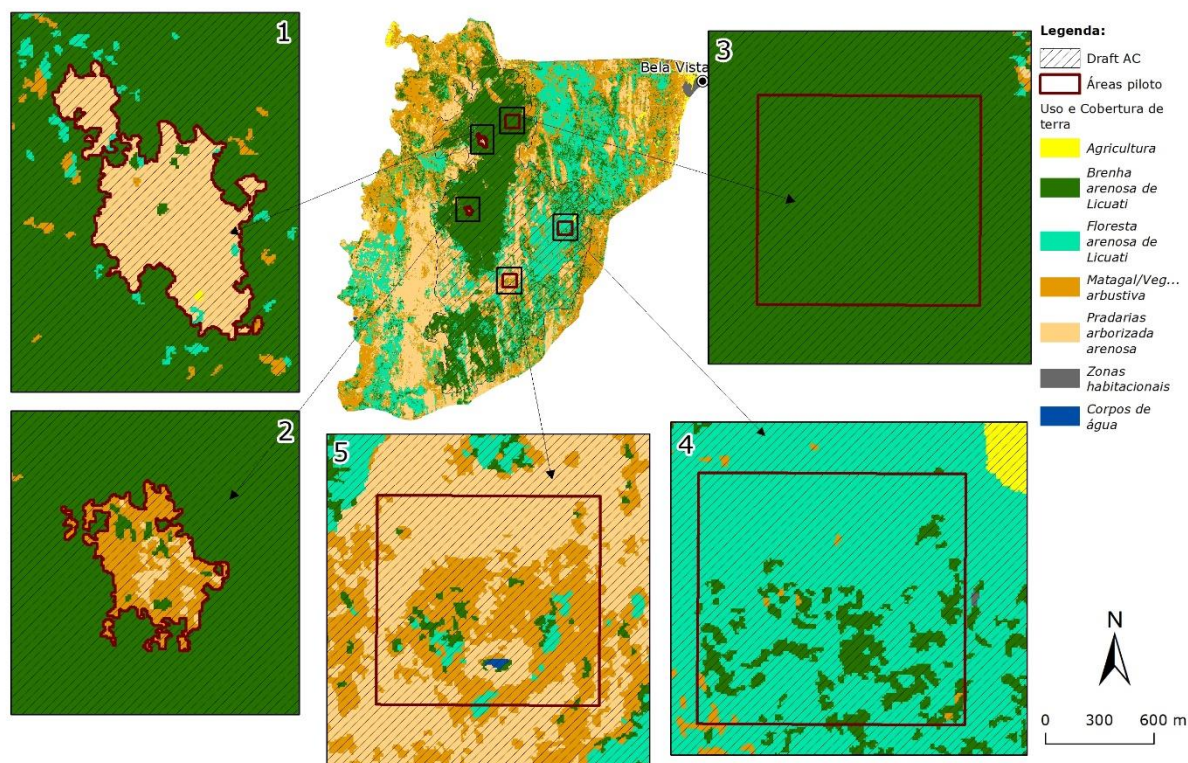 1
Bela Vista
3
Legenda:
Draft AC
Áreas piloto
Uso e Cobertura de
terra
Agricultura
Brenha
arenosa de
Licuati
Floresta
arenosa de
Licuati
Matagal/Veg...
arbustiva
Pradarias
arborizada
arenosa
Zonas
habitacionais
Corpos de
água
2
5
4
N
0 300 600 m